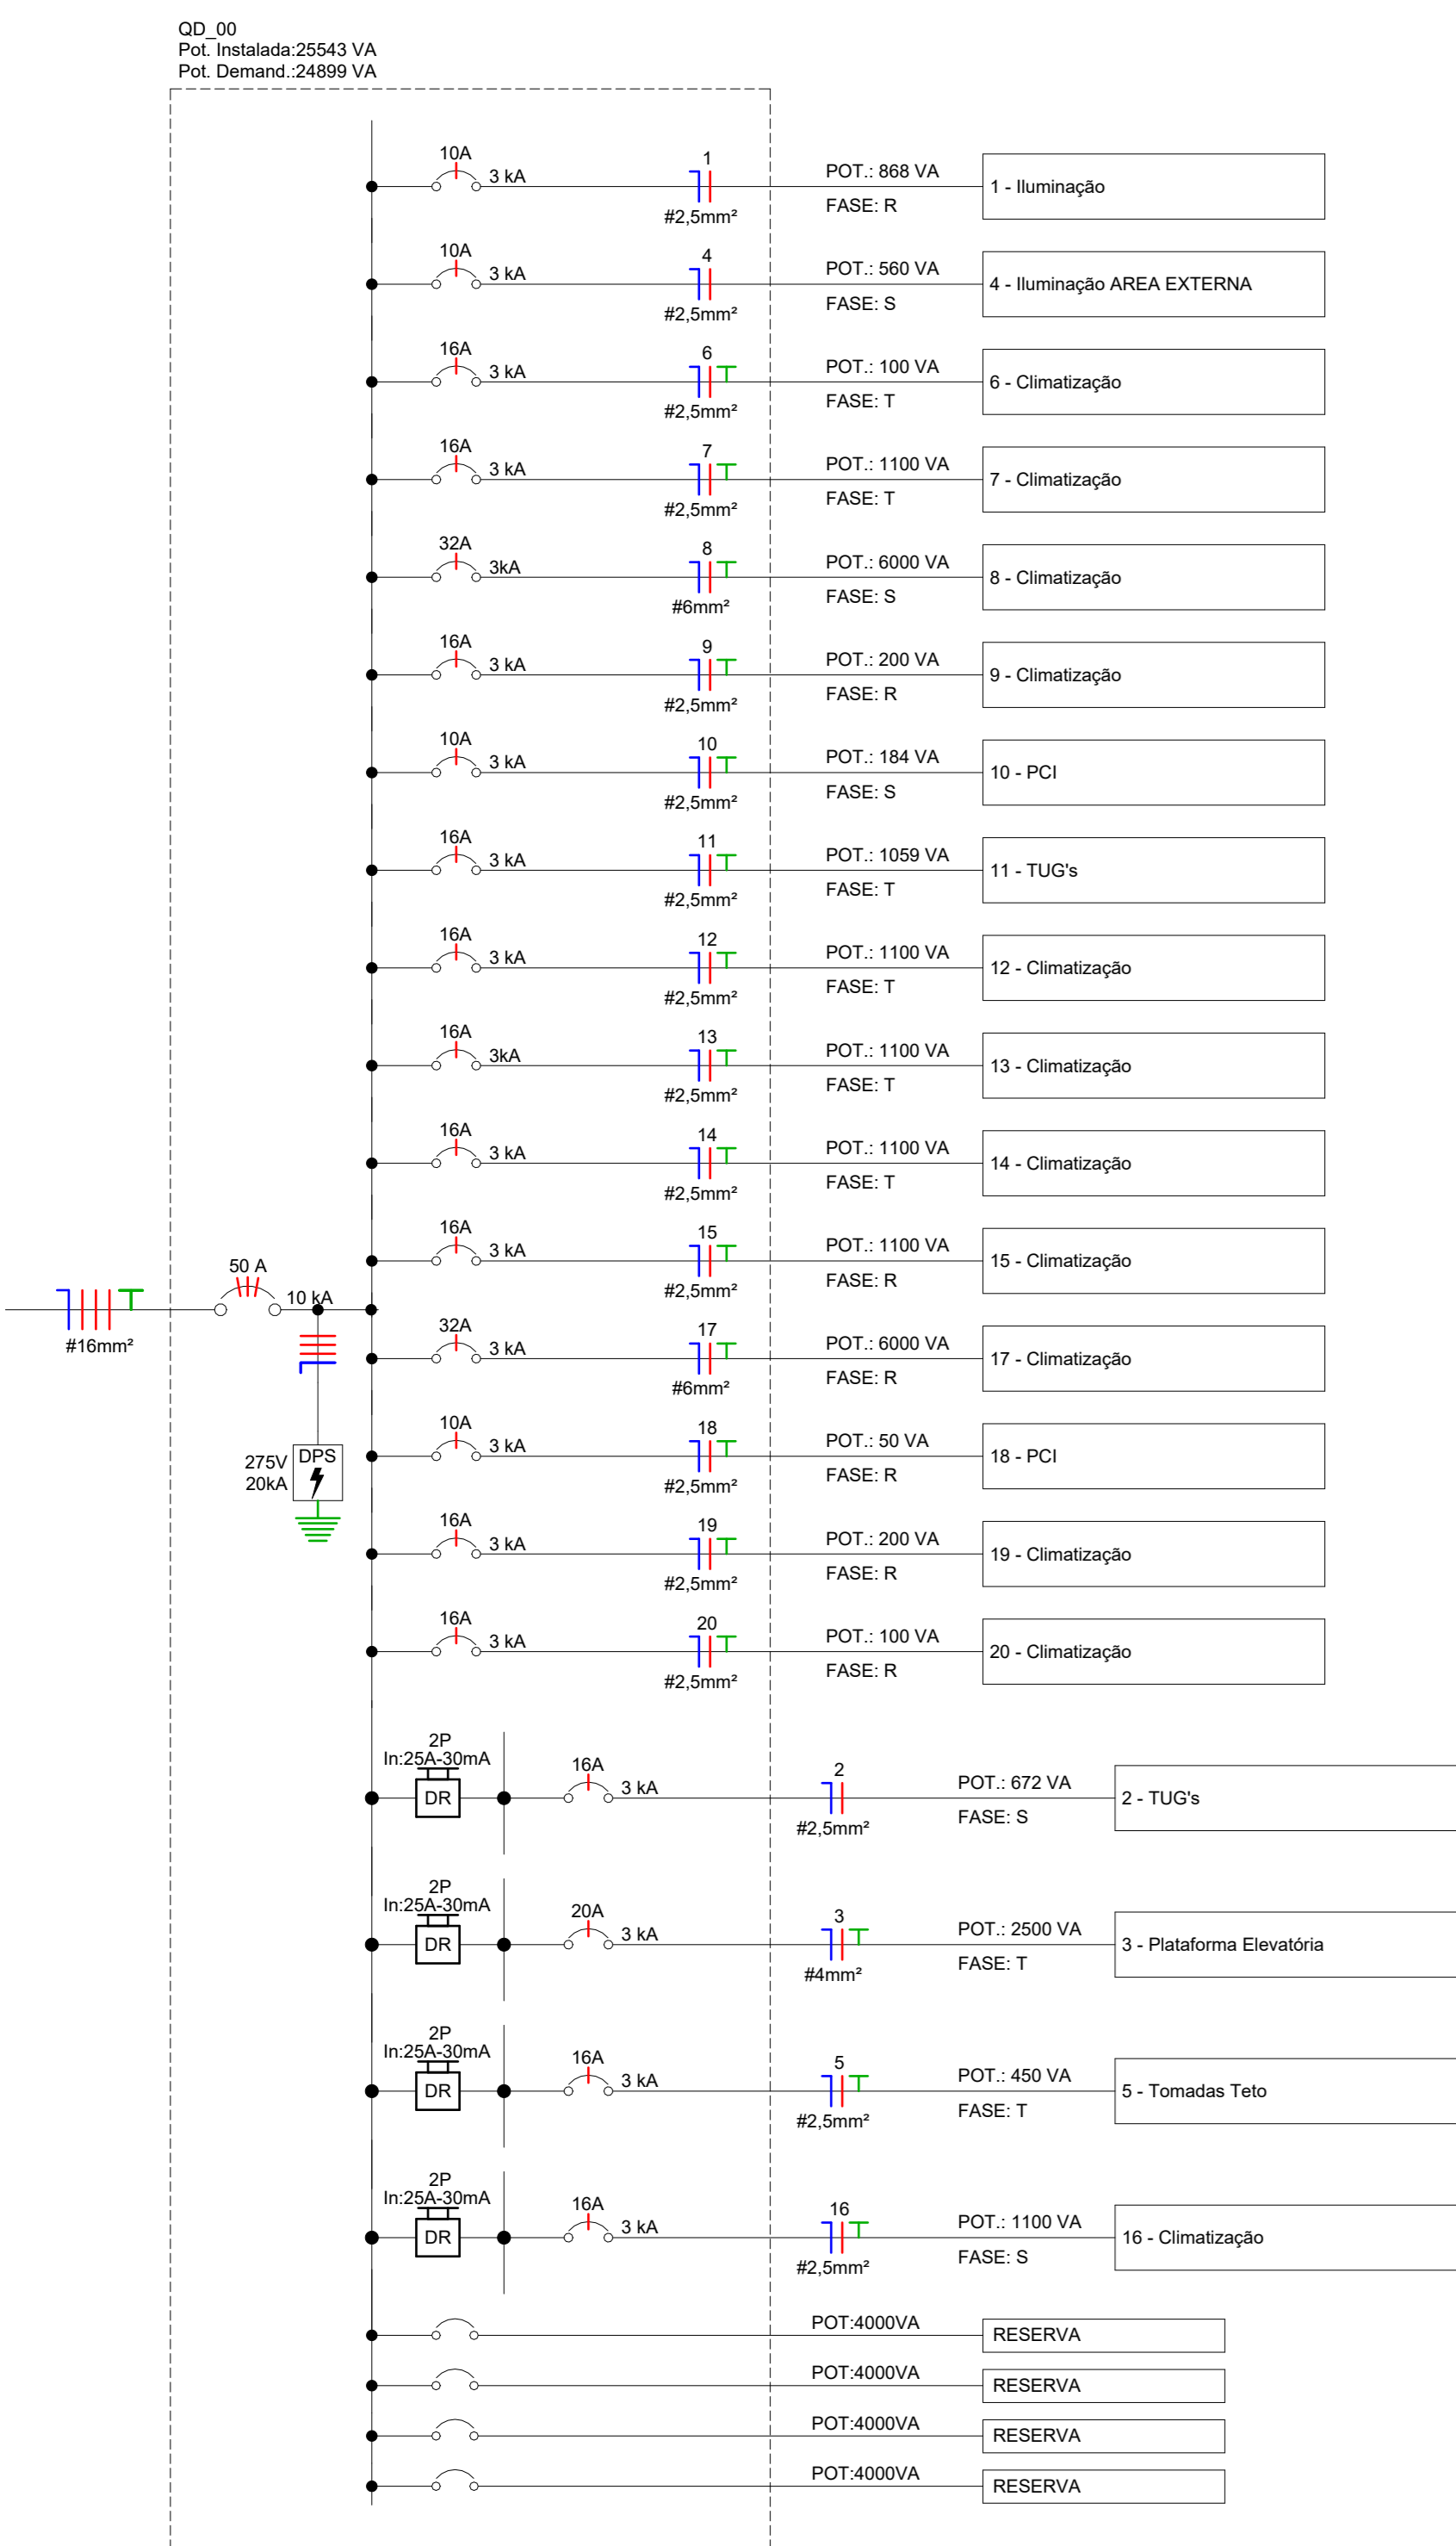 QD_00
Pot. Instalada:25543 VA
Pot. Demand.:24899 VA
10A
3 kA
1
#2,5mm²
POT.: 868 VA
FASE: R
1 - Iluminação
10A
3 kA
4
#2,5mm²
POT.: 560 VA
FASE: S
4 - Iluminação AREA EXTERNA
16A
3 kA
6
#2,5mm²
POT.: 100 VA
FASE: T
6 - Climatização
16A
3 kA
7
#2,5mm²
POT.: 1100 VA
FASE: T
7 - Climatização
32A
3kA
8
#6mm²
POT.: 6000 VA
FASE: S
8 - Climatização
16A
3 kA
9
#2,5mm²
POT.: 200 VA
FASE: R
9 - Climatização
10A
3 kA
10
#2,5mm²
POT.: 184 VA
FASE: S
10 - PCI
16A
3 kA
11
#2,5mm²
POT.: 1059 VA
FASE: T
11 - TUG's
16A
3 kA
12
#2,5mm²
POT.: 1100 VA
FASE: T
12 - Climatização
16A
3kA
13
#2,5mm²
POT.: 1100 VA
FASE: T
13 - Climatização
16A
3 kA
14
#2,5mm²
POT.: 1100 VA
FASE: T
14 - Climatização
16A
3 kA
15
#2,5mm²
POT.: 1100 VA
FASE: R
15 - Climatização
#16mm²
50 A
10 kA
275V
20kA
DPS
32A
3 kA
17
#6mm²
POT.: 6000 VA
FASE: R
17 - Climatização
10A
3 kA
18
#2,5mm²
POT.: 50 VA
FASE: R
18 - PCI
16A
3 kA
19
#2,5mm²
POT.: 200 VA
FASE: R
19 - Climatização
16A
3 kA
20
#2,5mm²
POT.: 100 VA
FASE: R
20 - Climatização
2P
In:25A-30mA
DR
16A
3 kA
2
#2,5mm²
POT.: 672 VA
FASE: S
2 - TUG's
2P
In:25A-30mA
DR
20A
3 kA
3
#4mm²
POT.: 2500 VA
FASE: T
3 - Plataforma Elevatória
2P
In:25A-30mA
DR
16A
3 kA
5
#2,5mm²
POT.: 450 VA
FASE: T
5 - Tomadas Teto
2P
In:25A-30mA
DR
16A
3 kA
16
#2,5mm²
POT.: 1100 VA
FASE: S
16 - Climatização
POT:4000VA
RESERVA
POT:4000VA
RESERVA
POT:4000VA
RESERVA
POT:4000VA
RESERVA